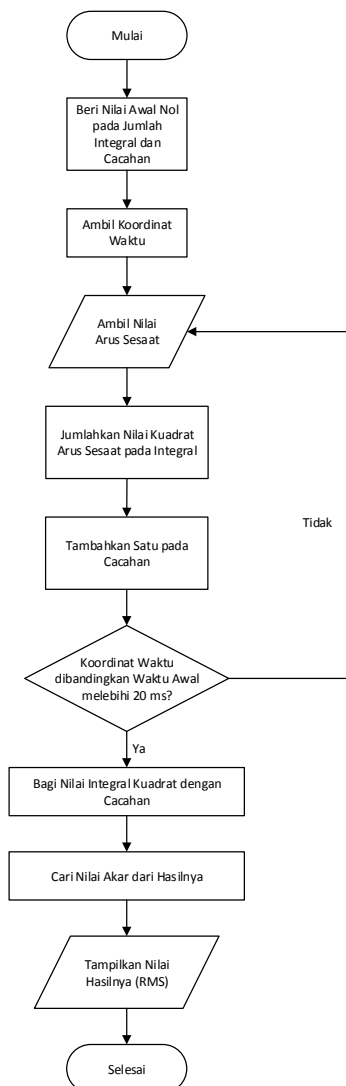 Mulai
Beri Nilai Awal Nol
pada Jumlah
Integral dan
Cacahan
Ambil Koordinat
Waktu
Ambil Nilai
Arus Sesaat
Jumlahkan Nilai Kuadrat
Arus Sesaat pada Integral
Tambahkan Satu pada
Cacahan
Tidak
Koordinat Waktu
dibandingkan Waktu Awal
melebihi 20 ms?
Ya
Bagi Nilai Integral Kuadrat dengan
Cacahan
Cari Nilai Akar dari Hasilnya
Tampilkan Nilai
Hasilnya (RMS)
Selesai